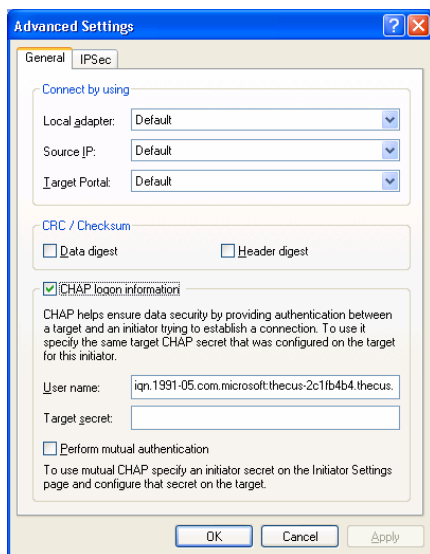 Advanced Settings
General IPSec
Connect by using
Local adapter: Default
Source IP: Default
Target Portal: Default
CRC / Checksum
Data digest Header digest
CHAP logon information
CHAP helps ensure data security by providing authentication between
a target and an initiator trying to establish a connection. To use it
specify the same target CHAP secret that was configured on the target
for this initiator.
User name: iqn.1991-05.com.microsoft:thecus-2c1fb4b4.thecus.
Target secret:
Perform mutual authentication
To use mutual CHAP specify an initiator secret on the Initiator Settings
page and configure that secret on the target.
OK Cancel Apply